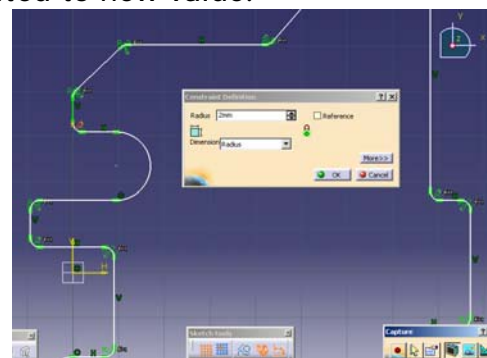 ted to new value.
Constraint Definition
Radius 2mm Reference
Dimension Radius
More>>
OK Cancel
Sketch tools
Capture
Y
X
Z
V
H